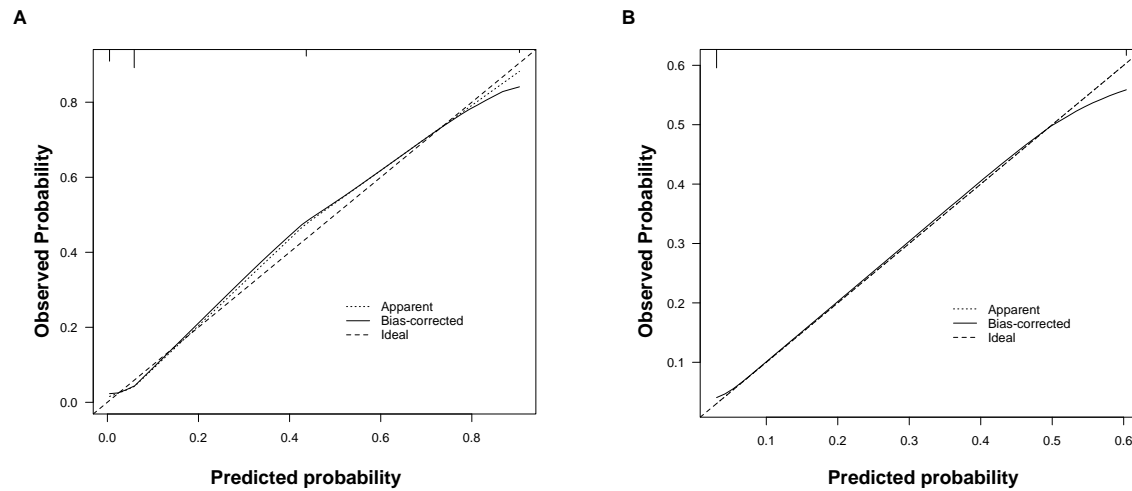 A
Observed Probability
0.8
0.6
0.4
0.2
0.0
Apparent
Bias-corrected
Ideal
0.0 0.2 0.4 0.6 0.8
Predicted probability
B
Observed Probability
0.6
0.5
0.4
0.3
0.2
0.1
Apparent
Bias-corrected
Ideal
0.1 0.2 0.3 0.4 0.5 0.6
Predicted probability